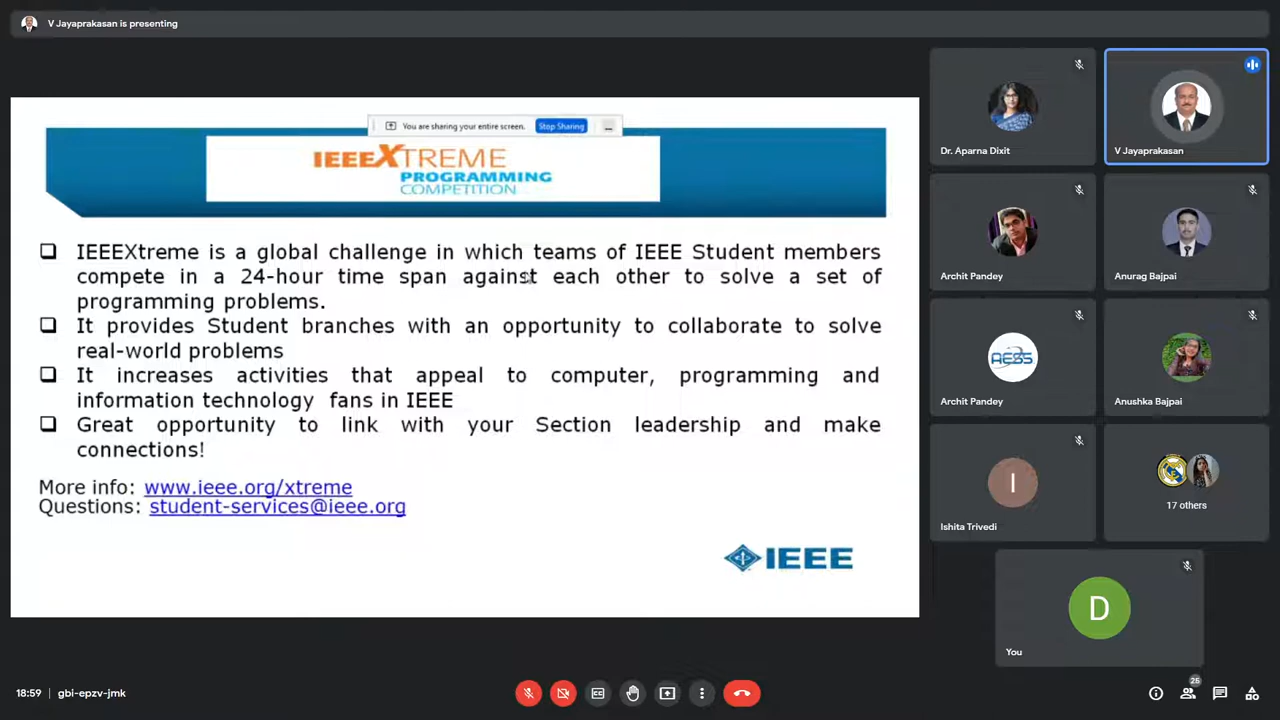 V Jayaprakasan is presenting
You are sharing your entire screen.
Stop Sharing
IEEEXTREME
PROGRAMMING
COMPETITION
IEEEXtreme is a global challenge in which teams of IEEE Student members
compete in a 24-hour time span against each other to solve a set of
programming problems.
It provides Student branches with an opportunity to collaborate to solve
real-world problems
It increases activities that appeal to computer, programming and
information technology fans in IEEE
Great opportunity to link with your Section leadership and make
connections!
More info: www.ieee.org/xtreme
Questions: student-services@ieee.org
IEEE
Dr. Aparna Dixit
V Jayaprakasan
Archit Pandey
Anurag Bajpai
AESS
Archit Pandey
Anushka Bajpai
I
Ishita Trivedi
17 others
D
You
18:59 | gbi-epzv-jmk
25